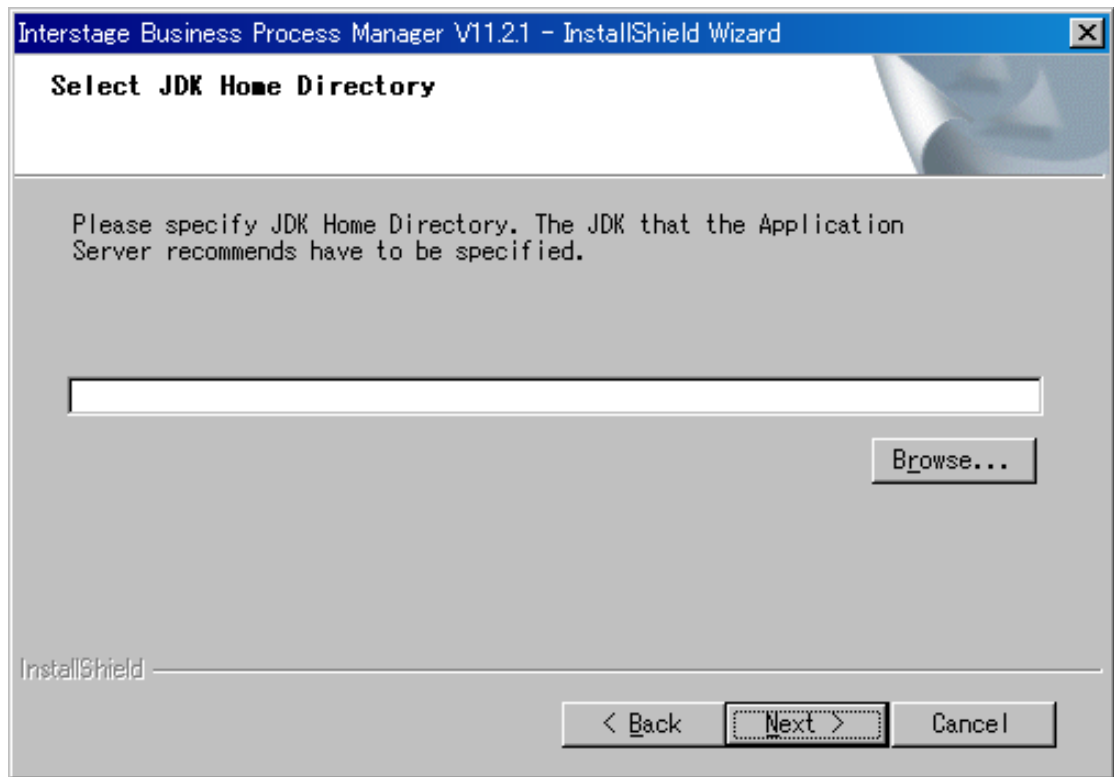 Interstage Business Process Manager V11.2.1 - InstallShield Wizard
Select JDK Home Directory
Please specify JDK Home Directory. The JDK that the Application
Server recommends have to be specified.
Browse...
InstallShield
< Back
Next >
Cancel